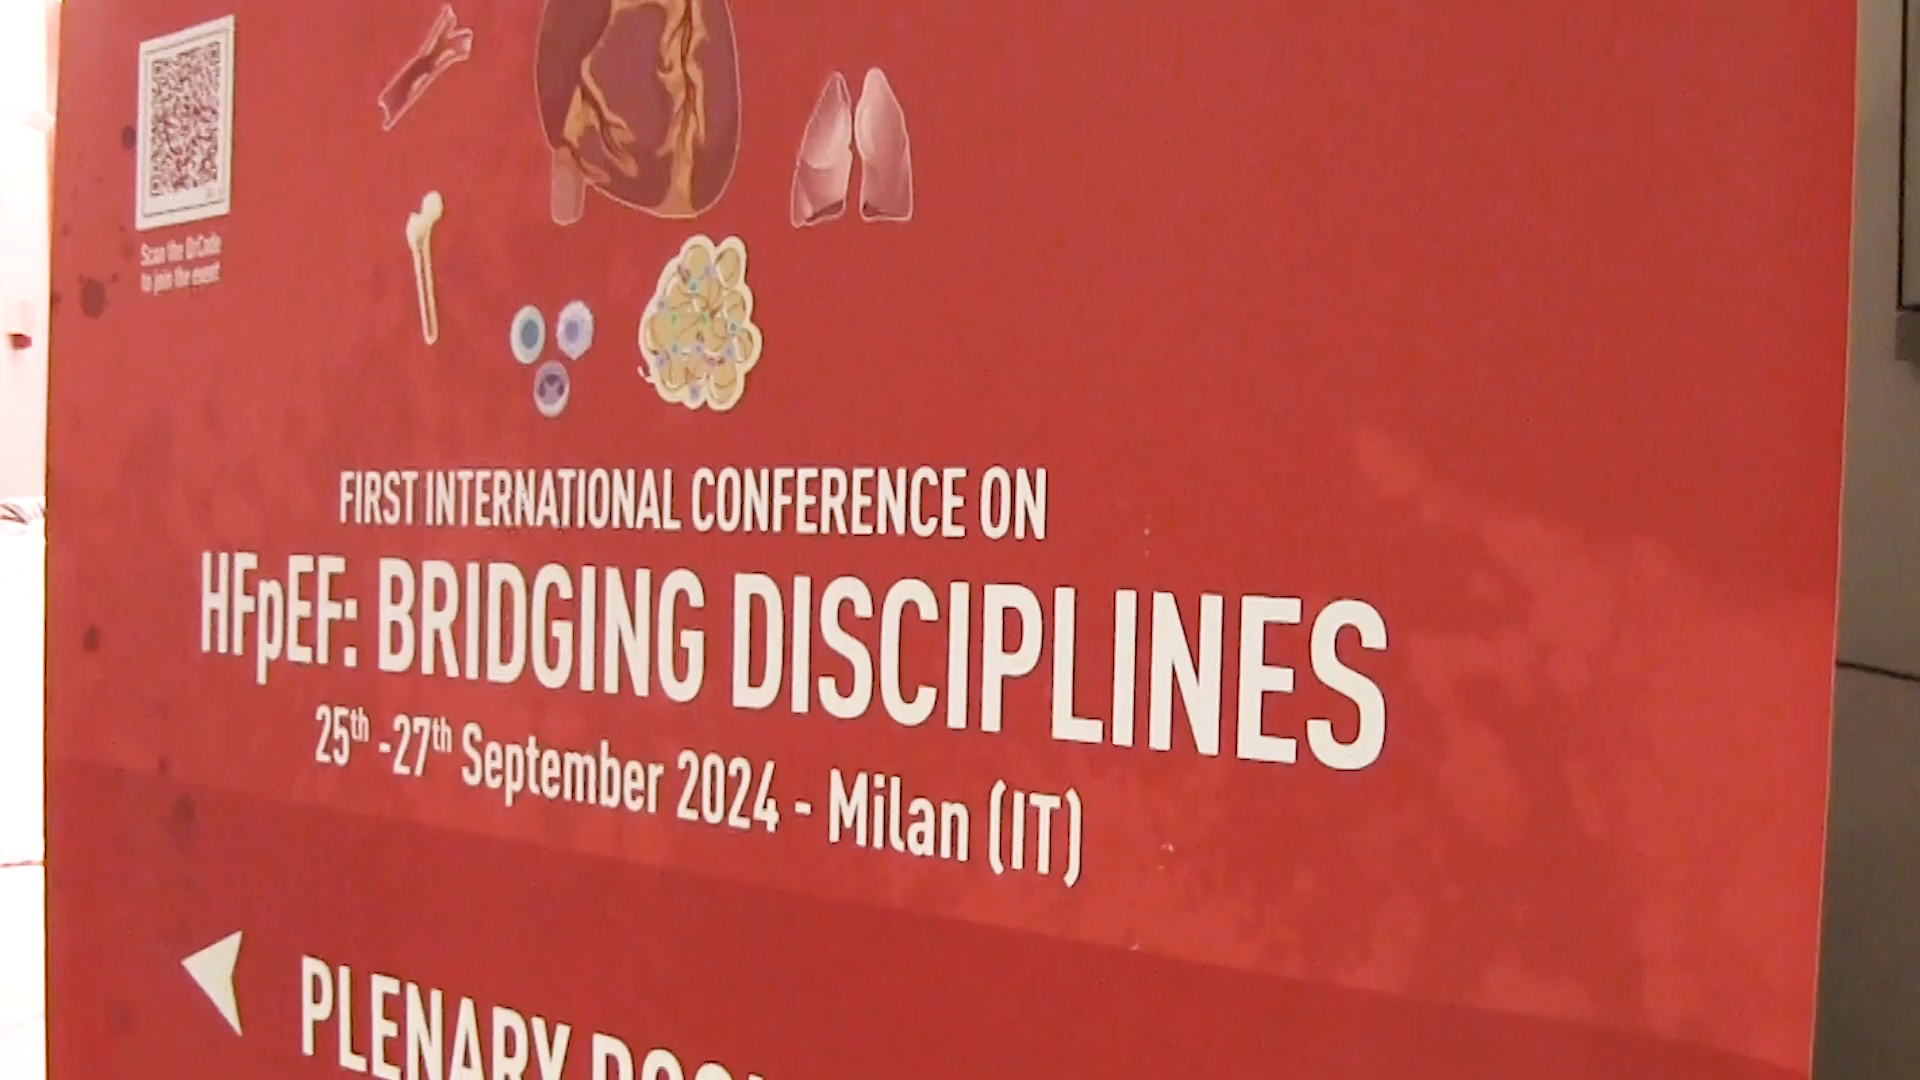 Scan the QrCode
to join the event
FIRST INTERNATIONAL CONFERENCE ON
HFpEF: BRIDGING DISCIPLINES
25th -27th September 2024 - Milan (IT)
PLENARY